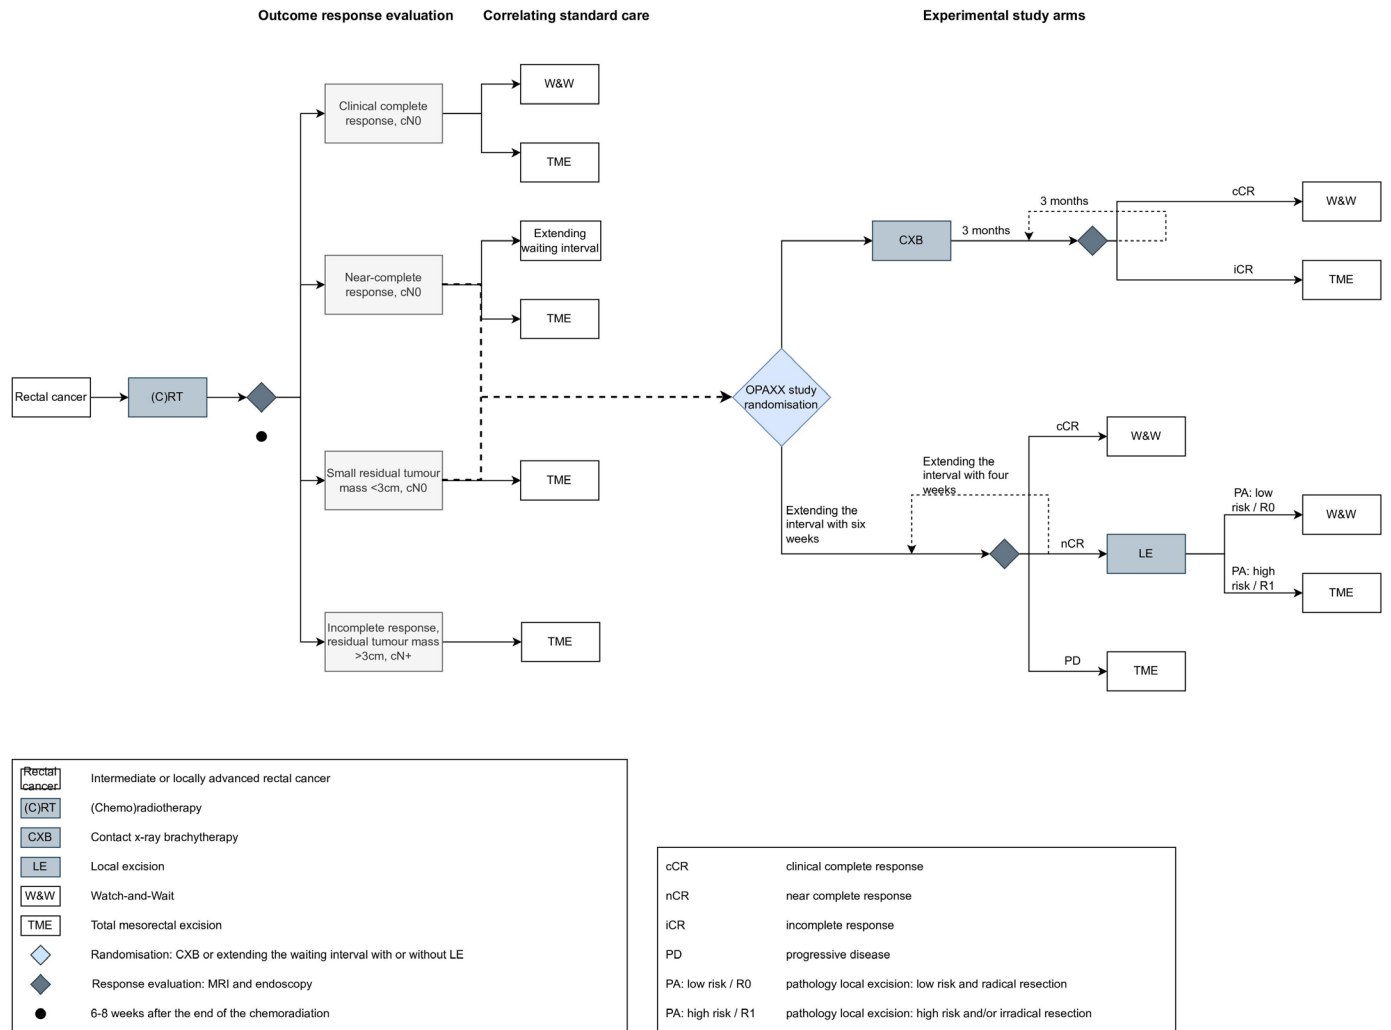 Outcome response evaluation
Correlating standard care
Experimental study arms
Rectal cancer
(C)RT
Clinical complete
response, cN0
W&W
TME
Near-complete
response, cN0
Extending
waiting interval
TME
Small residual tumour
mass <3cm, cN0
TME
Incomplete response,
residual tumour mass
>3cm, cN+
TME
OPAXX study
randomisation
CXB
3 months
3 months
cCR
W&W
iCR
TME
Extending the
interval with six
weeks
Extending the
interval with four
weeks
cCR
W&W
nCR
LE
PA: low
risk / R0
W&W
PA: high
risk / R1
TME
PD
TME
Rectal
cancer
Intermediate or locally advanced rectal cancer
(C)RT
(Chemo)radiotherapy
CXB
Contact x-ray brachytherapy
LE
Local excision
W&W
Watch-and-Wait
TME
Total mesorectal excision
Randomisation: CXB or extending the waiting interval with or without LE
Response evaluation: MRI and endoscopy
6-8 weeks after the end of the chemoradiation
cCR
clinical complete response
nCR
near complete response
iCR
incomplete response
PD
progressive disease
PA: low risk / R0
pathology local excision: low risk and radical resection
PA: high risk / R1
pathology local excision: high risk and/or irradical resection